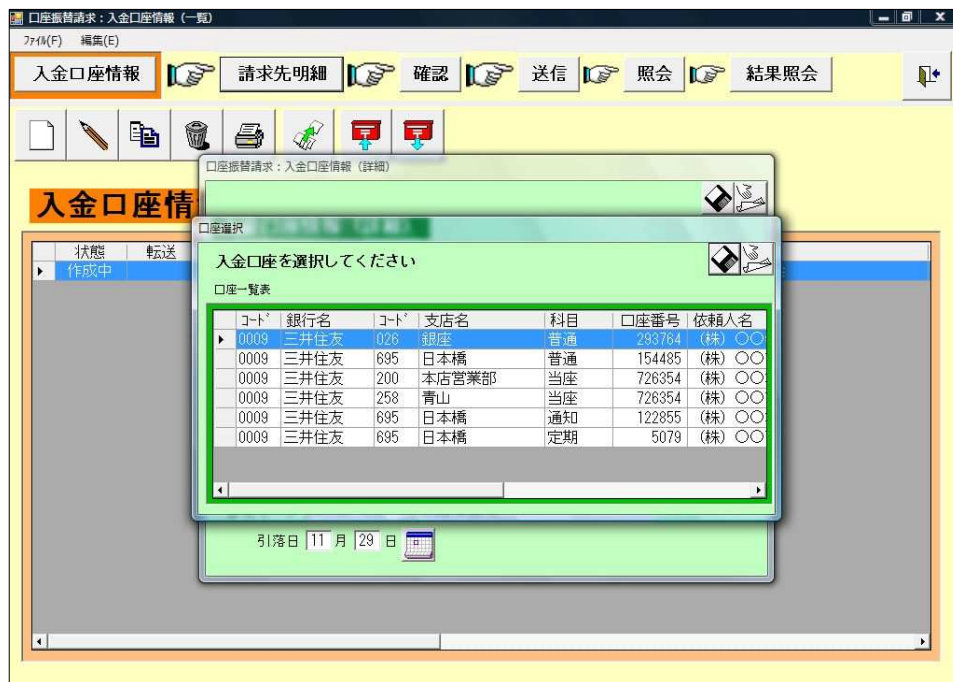 口座振替請求：入金口座情報（一覧）
ﾌｧｲﾙ(F) 編集(E)
入金口座情報 請求先明細 確認 送信 照会 結果照会
口座振替請求：入金口座情報（詳細）
入金口座情
口座選択
状態 転送
作成中
入金口座を選択してください
口座一覧表
ｺｰﾄﾞ 銀行名 ｺｰﾄﾞ 支店名 科目 口座番号 依頼人名
0009 三井住友 026 銀座 普通 293764 (株) 〇〇
0009 三井住友 695 日本橋 普通 154485 (株) 〇〇
0009 三井住友 200 本店営業部 当座 726354 (株) 〇〇
0009 三井住友 258 青山 当座 726354 (株) 〇〇
0009 三井住友 695 日本橋 通知 122855 (株) 〇〇
0009 三井住友 695 日本橋 定期 5079 (株) 〇〇
引落日 11 月 29 日